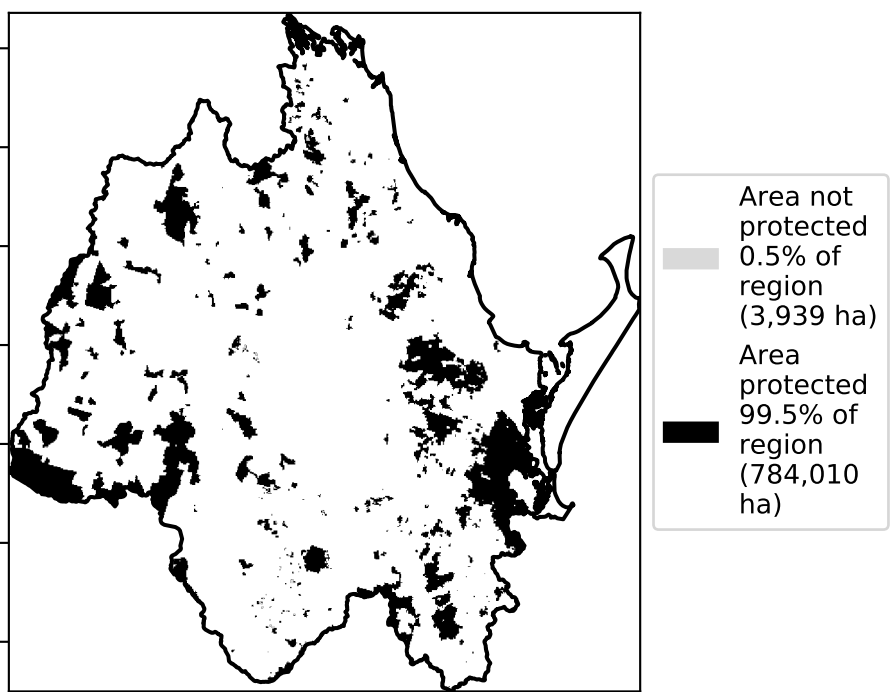 Area not
protected
0.5% of
region
(3,939 ha)
Area
protected
99.5% of
region
(784,010
ha)